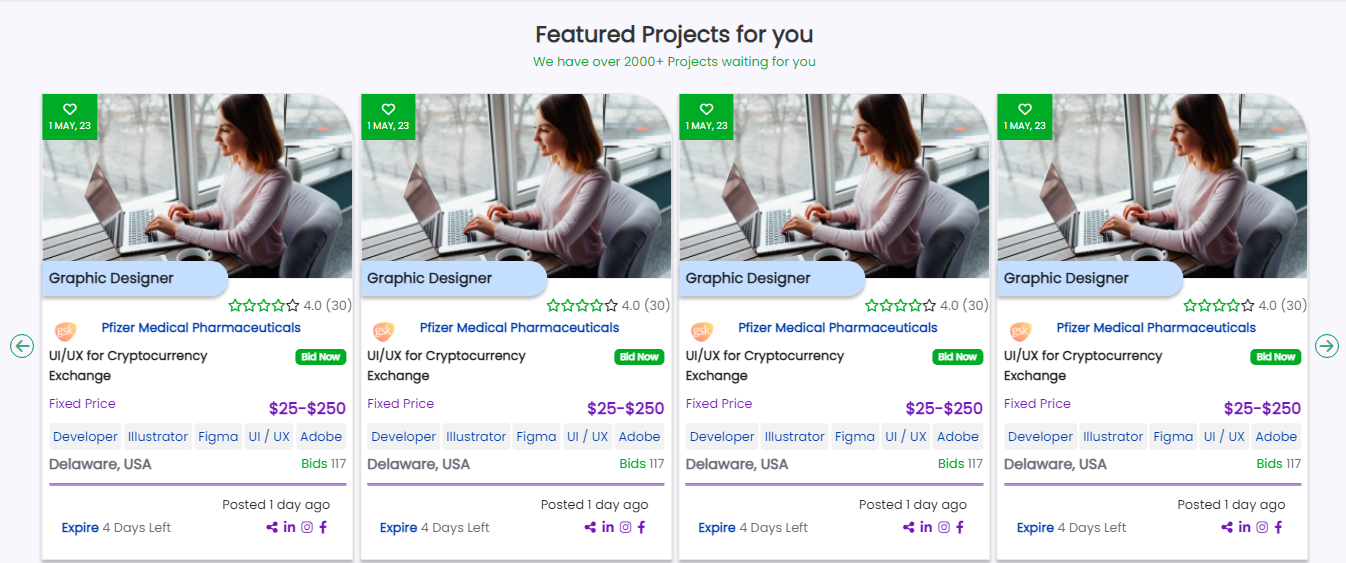 Featured Projects for you
We have over 2000+ Projects waiting for you
1 MAY, 23
Graphic Designer
4.0 (30)
gsk
Pfizer Medical Pharmaceuticals
UI/UX for Cryptocurrency
Exchange
Bid Now
Fixed Price
$25-$250
Developer Illustrator Figma UI / UX Adobe
Delaware, USA
Bids 117
Posted 1 day ago
Expire 4 Days Left
1 MAY, 23
Graphic Designer
4.0 (30)
gsk
Pfizer Medical Pharmaceuticals
UI/UX for Cryptocurrency
Exchange
Bid Now
Fixed Price
$25-$250
Developer Illustrator Figma UI / UX Adobe
Delaware, USA
Bids 117
Posted 1 day ago
Expire 4 Days Left
1 MAY, 23
Graphic Designer
4.0 (30)
gsk
Pfizer Medical Pharmaceuticals
UI/UX for Cryptocurrency
Exchange
Bid Now
Fixed Price
$25-$250
Developer Illustrator Figma UI / UX Adobe
Delaware, USA
Bids 117
Posted 1 day ago
Expire 4 Days Left
1 MAY, 23
Graphic Designer
4.0 (30)
gsk
Pfizer Medical Pharmaceuticals
UI/UX for Cryptocurrency
Exchange
Bid Now
Fixed Price
$25-$250
Developer Illustrator Figma UI / UX Adobe
Delaware, USA
Bids 117
Posted 1 day ago
Expire 4 Days Left